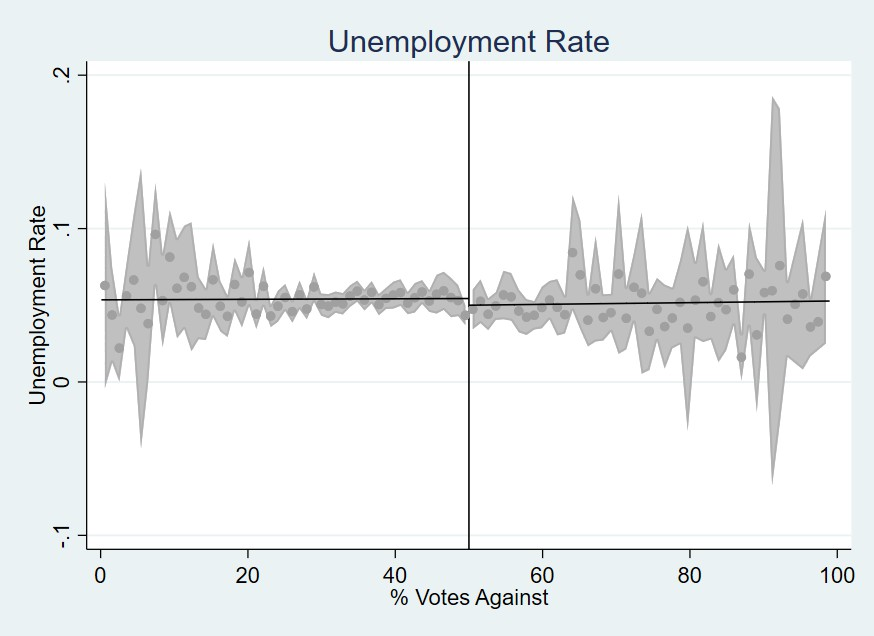 Unemployment Rate
Unemployment Rate
.2
.1
0
-.1
0 20 40 60 80 100
% Votes Against